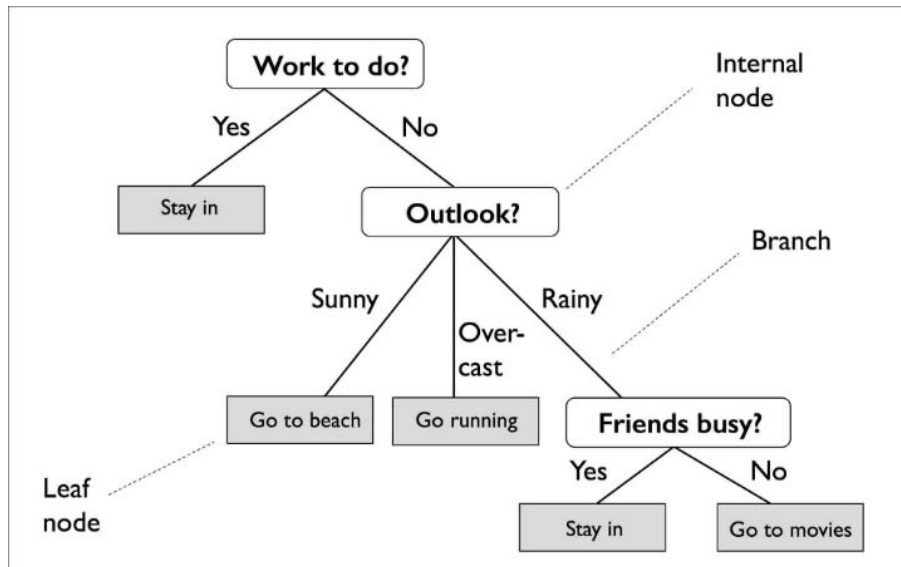 Work to do?
Internal
node
Yes
No
Stay in
Outlook?
Branch
Sunny
Rainy
Over-
cast
Go to beach
Go running
Friends busy?
Yes
No
Leaf
node
Stay in
Go to movies